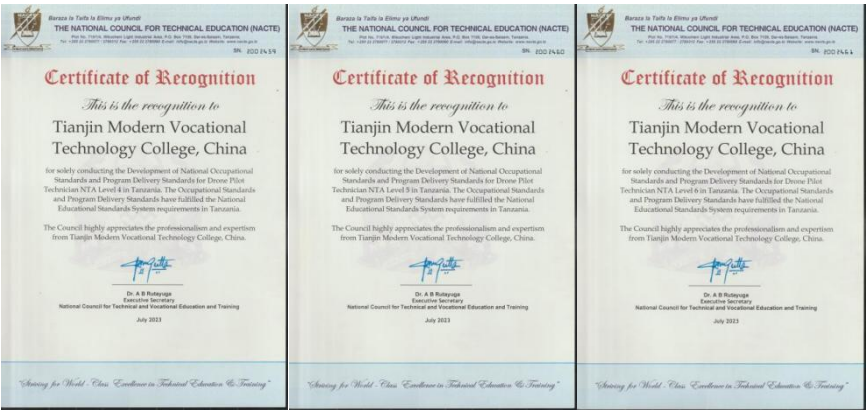 Baraza la Taifa la Elimu ya Ufundi
THE NATIONAL COUNCIL FOR TECHNICAL EDUCATION (NACTE)
SN.
Certificate of Recognition
This is the recognition to
Tianjin Modern Vocational
Technology College, China
for solely conducting the Development of National Occupational
Standards and Program Delivery Standards for Drone Pilot
Technician NTA Level 4 in Tanzania. The Occupational Standards
and Program Delivery Standards have fulfilled the National
Educational Standards System requirements in Tanzania.
The Council highly appreciates the professionalism and expertism
from Tianjin Modern Vocational Technology College, China.
Dr. A B Rutayuga
Executive Secretary
National Council for Technical and Vocational Education and Training
July 2023
"Striving for World - Class Excellence in Technical Education & Training"
Baraza la Taifa la Elimu ya Ufundi
THE NATIONAL COUNCIL FOR TECHNICAL EDUCATION (NACTE)
SN.
Certificate of Recognition
This is the recognition to
Tianjin Modern Vocational
Technology College, China
for solely conducting the Development of National Occupational
Standards and Program Delivery Standards for Drone Pilot
Technician NTA Level 5 in Tanzania. The Occupational Standards
and Program Delivery Standards have fulfilled the National
Educational Standards System requirements in Tanzania.
The Council highly appreciates the professionalism and expertism
from Tianjin Modern Vocational Technology College, China.
Dr. A B Rutayuga
Executive Secretary
National Council for Technical and Vocational Education and Training
July 2023
"Striving for World - Class Excellence in Technical Education & Training"
Baraza la Taifa la Elimu ya Ufundi
THE NATIONAL COUNCIL FOR TECHNICAL EDUCATION (NACTE)
SN.
Certificate of Recognition
This is the recognition to
Tianjin Modern Vocational
Technology College, China
for solely conducting the Development of National Occupational
Standards and Program Delivery Standards for Drone Pilot
Technician NTA Level 6 in Tanzania. The Occupational Standards
and Program Delivery Standards have fulfilled the National
Educational Standards System requirements in Tanzania.
The Council highly appreciates the professionalism and expertism
from Tianjin Modern Vocational Technology College, China.
Dr. A B Rutayuga
Executive Secretary
National Council for Technical and Vocational Education and Training
July 2023
"Striving for World - Class Excellence in Technical Education & Training"